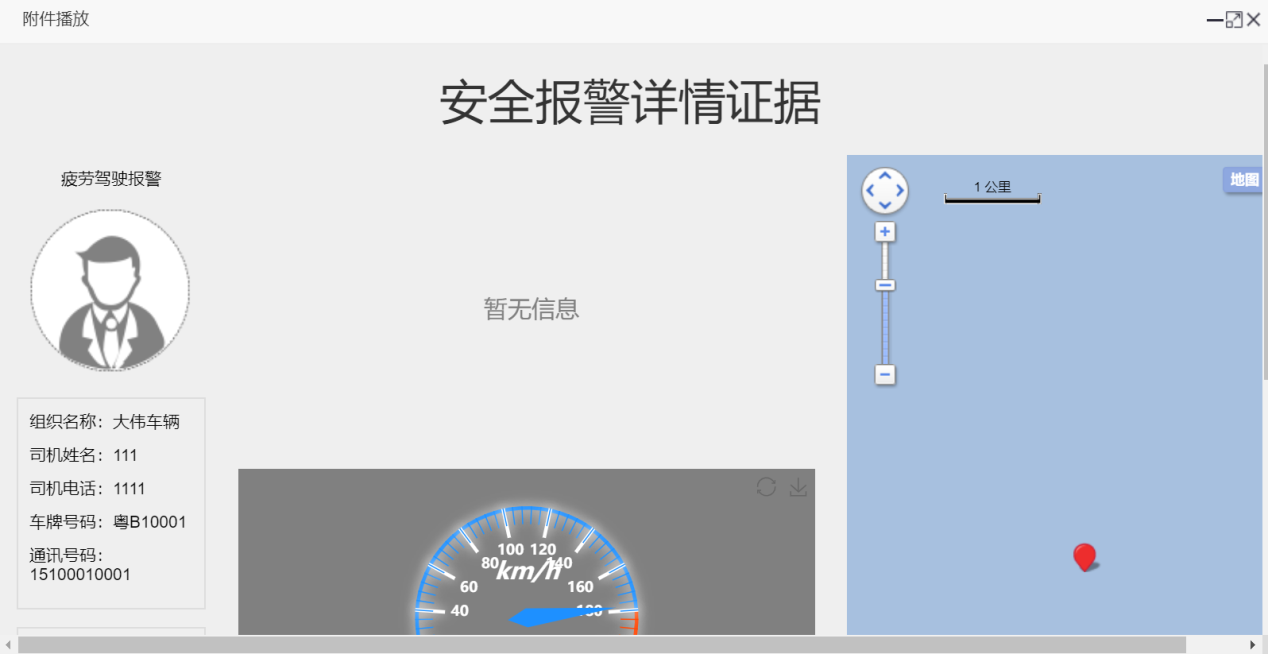 附件播放
安全报警详情证据
疲劳驾驶报警
组织名称：大伟车辆
司机姓名：111
司机电话：1111
车牌号码：粤B10001
通讯号码：
15100010001
暂无信息
100 120
80 140
km/h
60 160
40 180
1 公里
地图